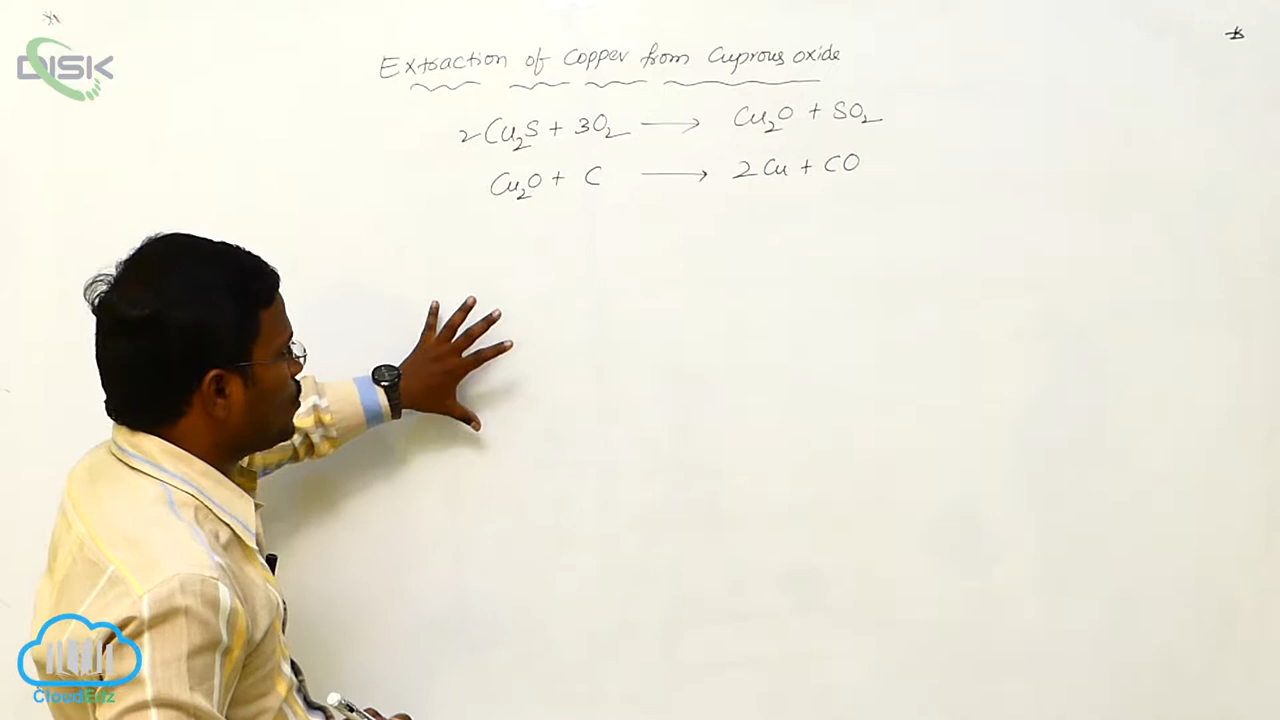 DISK
Extraction of Copper from Cuprous oxide
2Cu₂S + 3O₂ ⟶ Cu₂O + SO₂
Cu₂O + C ⟶ 2Cu + CO
CloudEdz